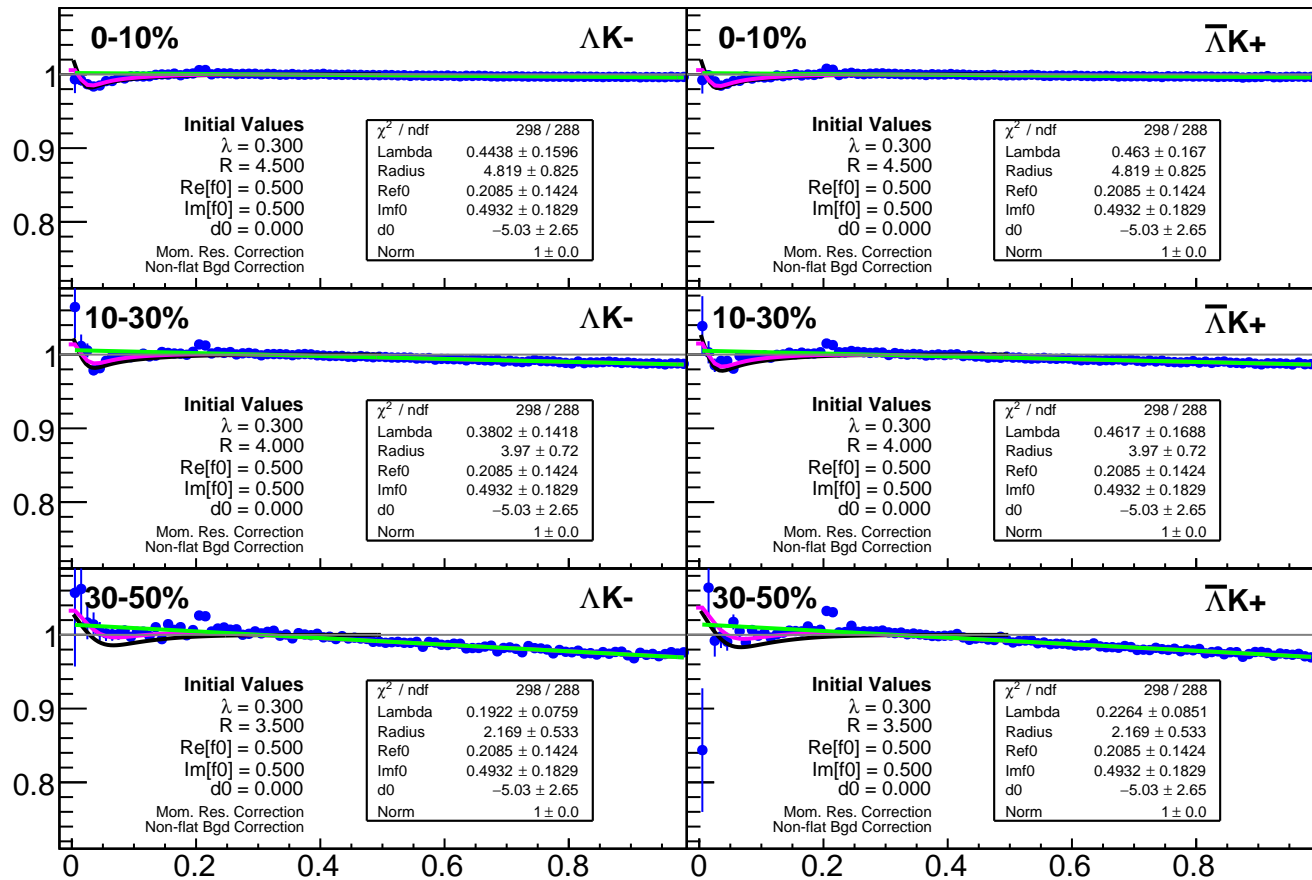 0-10% ΛK-
1
0.9
0.8
Initial Values
λ = 0.300
R = 4.500
Re[f0] = 0.500
Im[f0] = 0.500
d0 = 0.000
Mom. Res. Correction
Non-flat Bgd Correction
χ² / ndf 298 / 288
Lambda 0.4438 ± 0.1596
Radius 4.819 ± 0.825
Ref0 0.2085 ± 0.1424
Imf0 0.4932 ± 0.1829
d0 −5.03 ± 2.65
Norm 1 ± 0.0
0-10% Λ̅K+
Initial Values
λ = 0.300
R = 4.500
Re[f0] = 0.500
Im[f0] = 0.500
d0 = 0.000
Mom. Res. Correction
Non-flat Bgd Correction
χ² / ndf 298 / 288
Lambda 0.463 ± 0.167
Radius 4.819 ± 0.825
Ref0 0.2085 ± 0.1424
Imf0 0.4932 ± 0.1829
d0 −5.03 ± 2.65
Norm 1 ± 0.0
10-30% ΛK-
1
0.9
0.8
Initial Values
λ = 0.300
R = 4.000
Re[f0] = 0.500
Im[f0] = 0.500
d0 = 0.000
Mom. Res. Correction
Non-flat Bgd Correction
χ² / ndf 298 / 288
Lambda 0.3802 ± 0.1418
Radius 3.97 ± 0.72
Ref0 0.2085 ± 0.1424
Imf0 0.4932 ± 0.1829
d0 −5.03 ± 2.65
Norm 1 ± 0.0
10-30% Λ̅K+
Initial Values
λ = 0.300
R = 4.000
Re[f0] = 0.500
Im[f0] = 0.500
d0 = 0.000
Mom. Res. Correction
Non-flat Bgd Correction
χ² / ndf 298 / 288
Lambda 0.4617 ± 0.1688
Radius 3.97 ± 0.72
Ref0 0.2085 ± 0.1424
Imf0 0.4932 ± 0.1829
d0 −5.03 ± 2.65
Norm 1 ± 0.0
30-50% ΛK-
1
0.9
0.8
Initial Values
λ = 0.300
R = 3.500
Re[f0] = 0.500
Im[f0] = 0.500
d0 = 0.000
Mom. Res. Correction
Non-flat Bgd Correction
χ² / ndf 298 / 288
Lambda 0.1922 ± 0.0759
Radius 2.169 ± 0.533
Ref0 0.2085 ± 0.1424
Imf0 0.4932 ± 0.1829
d0 −5.03 ± 2.65
Norm 1 ± 0.0
30-50% Λ̅K+
Initial Values
λ = 0.300
R = 3.500
Re[f0] = 0.500
Im[f0] = 0.500
d0 = 0.000
Mom. Res. Correction
Non-flat Bgd Correction
χ² / ndf 298 / 288
Lambda 0.2264 ± 0.0851
Radius 2.169 ± 0.533
Ref0 0.2085 ± 0.1424
Imf0 0.4932 ± 0.1829
d0 −5.03 ± 2.65
Norm 1 ± 0.0
0 0.2 0.4 0.6 0.8 0 0.2 0.4 0.6 0.8